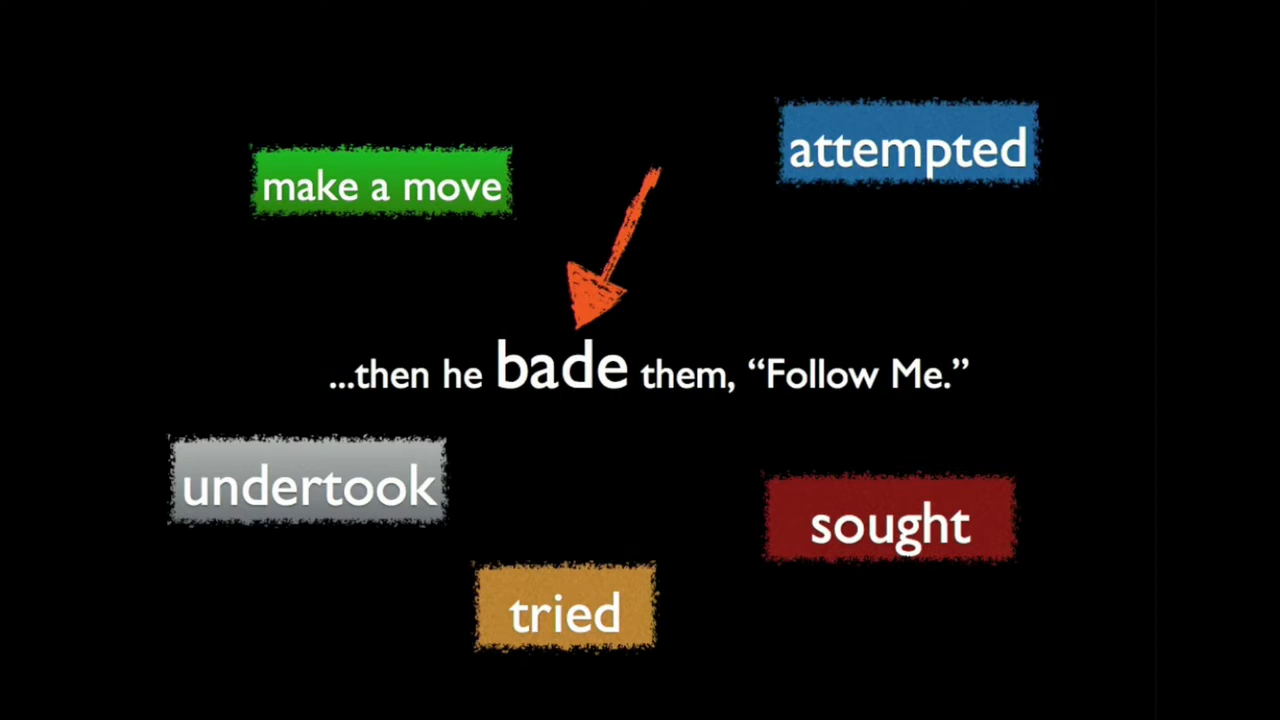 attempted
make a move
...then he bade them, “Follow Me.”
undertook
sought
tried